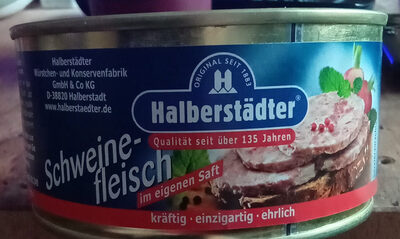 Halberstädter
Würstchen- und Konservenfabrik
GmbH & Co KG
D-38820 Halberstadt
www.halberstaedter.de
ORIGINAL SEIT 1883
Halberstädter®
Qualität seit über 135 Jahren
Schweine-
fleisch
im eigenen Saft
kräftig · einzigartig · ehrlich